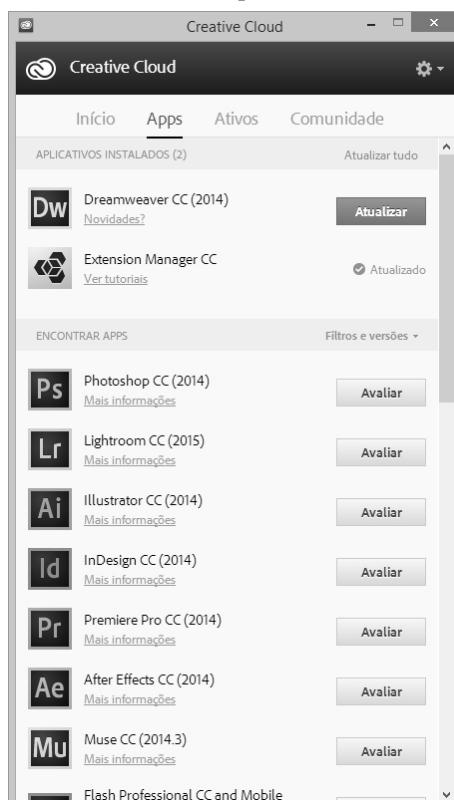 Creative Cloud
Creative Cloud
Início Apps Ativos Comunidade
APLICATIVOS INSTALADOS (2) Atualizar tudo
Dw Dreamweaver CC (2014) Atualizar
Novidades?
Extension Manager CC Atualizado
Ver tutoriais
ENCONTRAR APPS Filtros e versões
Ps Photoshop CC (2014) Avaliar
Mais informações
Lr Lightroom CC (2015) Avaliar
Mais informações
Ai Illustrator CC (2014) Avaliar
Mais informações
Id InDesign CC (2014) Avaliar
Mais informações
Pr Premiere Pro CC (2014) Avaliar
Mais informações
Ae After Effects CC (2014) Avaliar
Mais informações
Mu Muse CC (2014.3) Avaliar
Mais informações
Flash Professional CC and Mobile